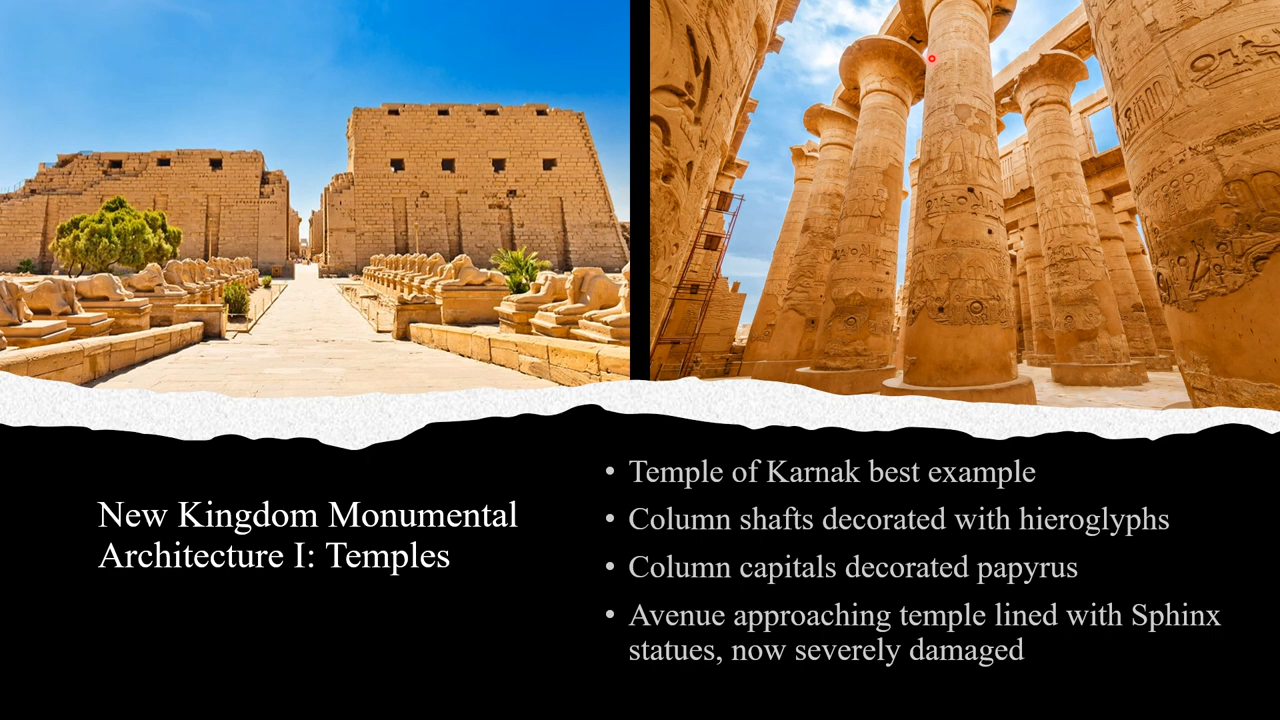 New Kingdom Monumental
Architecture I: Temples
• Temple of Karnak best example
• Column shafts decorated with hieroglyphs
• Column capitals decorated papyrus
• Avenue approaching temple lined with Sphinx
statues, now severely damaged